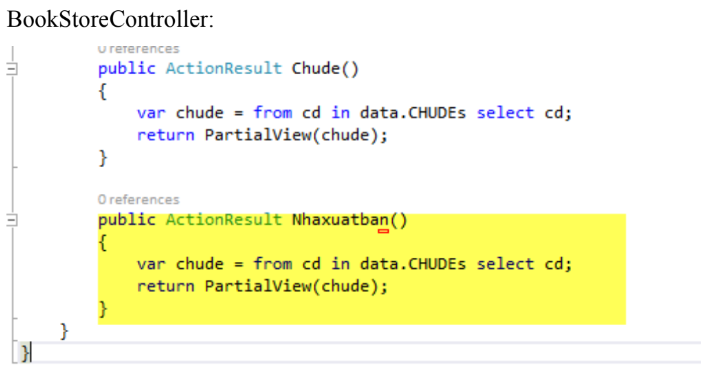 BookStoreController:
0 references
public ActionResult Chude()
{
var chude = from cd in data.CHUDEs select cd;
return PartialView(chude);
}
0 references
public ActionResult Nhaxuatban()
{
var chude = from cd in data.CHUDEs select cd;
return PartialView(chude);
}
}
}